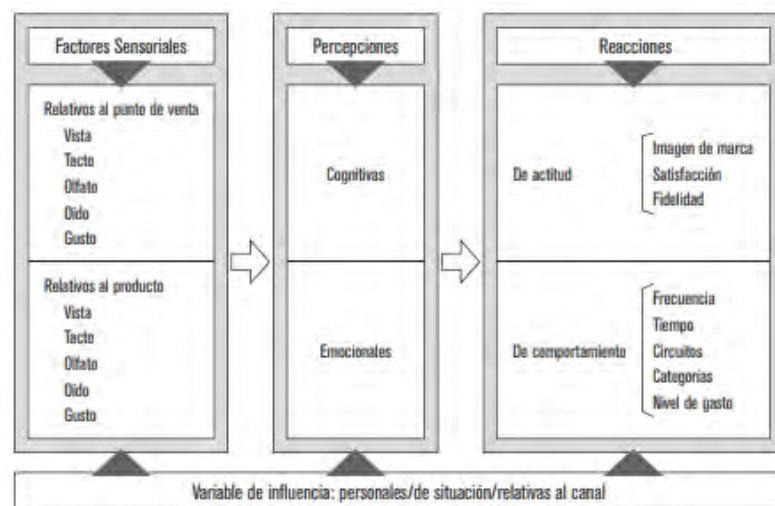 Factores Sensoriales
Relativos al punto de venta
Vista
Tacto
Olfato
Oido
Gusto
Relativos al producto
Vista
Tacto
Olfato
Oido
Gusto
Percepciones
Cognitivas
Emocionales
Reacciones
De actitud
Imagen de marca
Satisfacción
Fidelidad
De comportamiento
Frecuencia
Tiempo
Circuitos
Categorías
Nivel de gasto
Variable de influencia: personales/de situación/relativas al canal